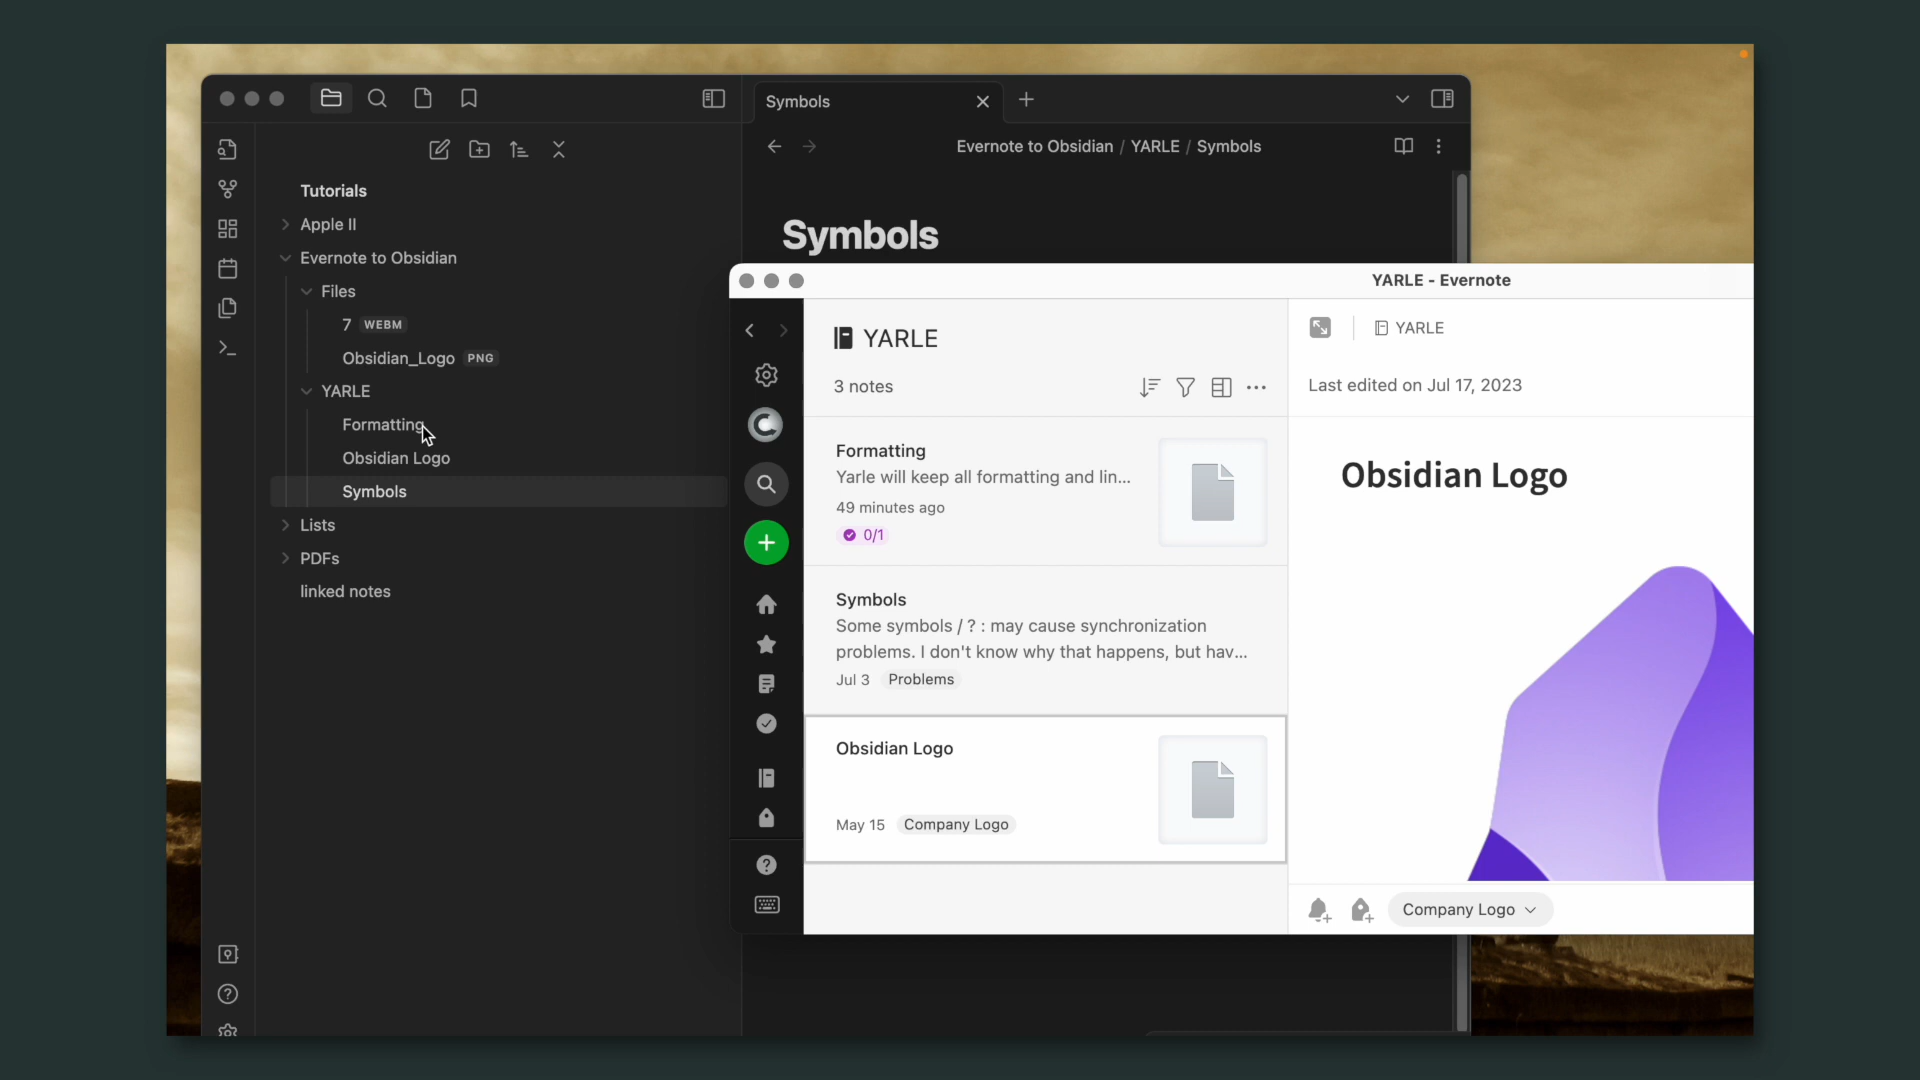 Symbols
Evernote to Obsidian / YARLE / Symbols
Tutorials
Apple II
Evernote to Obsidian
Files
7 WEBM
Obsidian_Logo PNG
YARLE
Formatting
Obsidian Logo
Symbols
Lists
PDFs
linked notes
Symbols
YARLE - Evernote
YARLE
3 notes
Formatting
Yarle will keep all formatting and lin...
49 minutes ago
0/1
Symbols
Some symbols / ? : may cause synchronization
problems. I don't know why that happens, but hav...
Jul 3 Problems
Obsidian Logo
May 15 Company Logo
YARLE
Last edited on Jul 17, 2023
Obsidian Logo
Company Logo